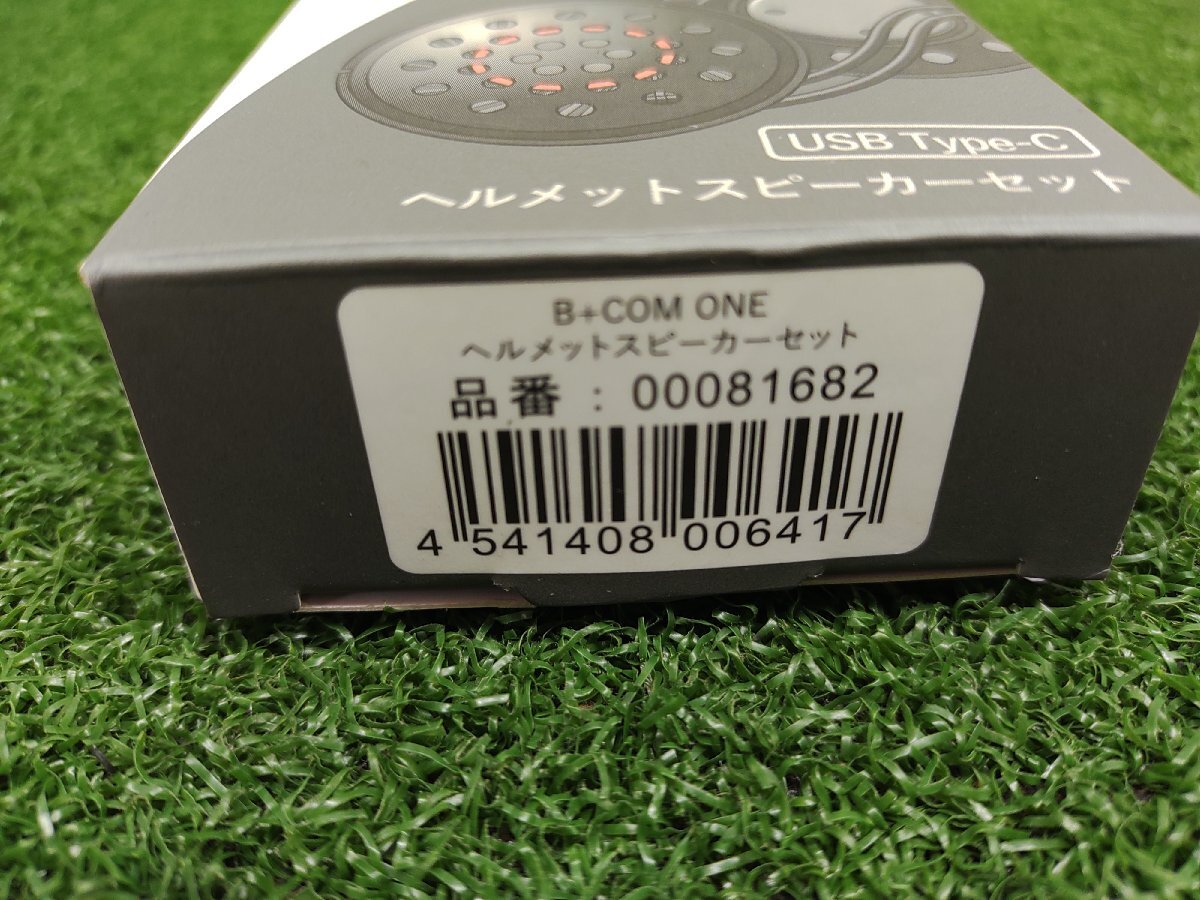 USB Type-C
ヘルメットスピーカーセット
B+COM ONE
ヘルメットスピーカーセット
品番 : 00081682
4 541408 006417